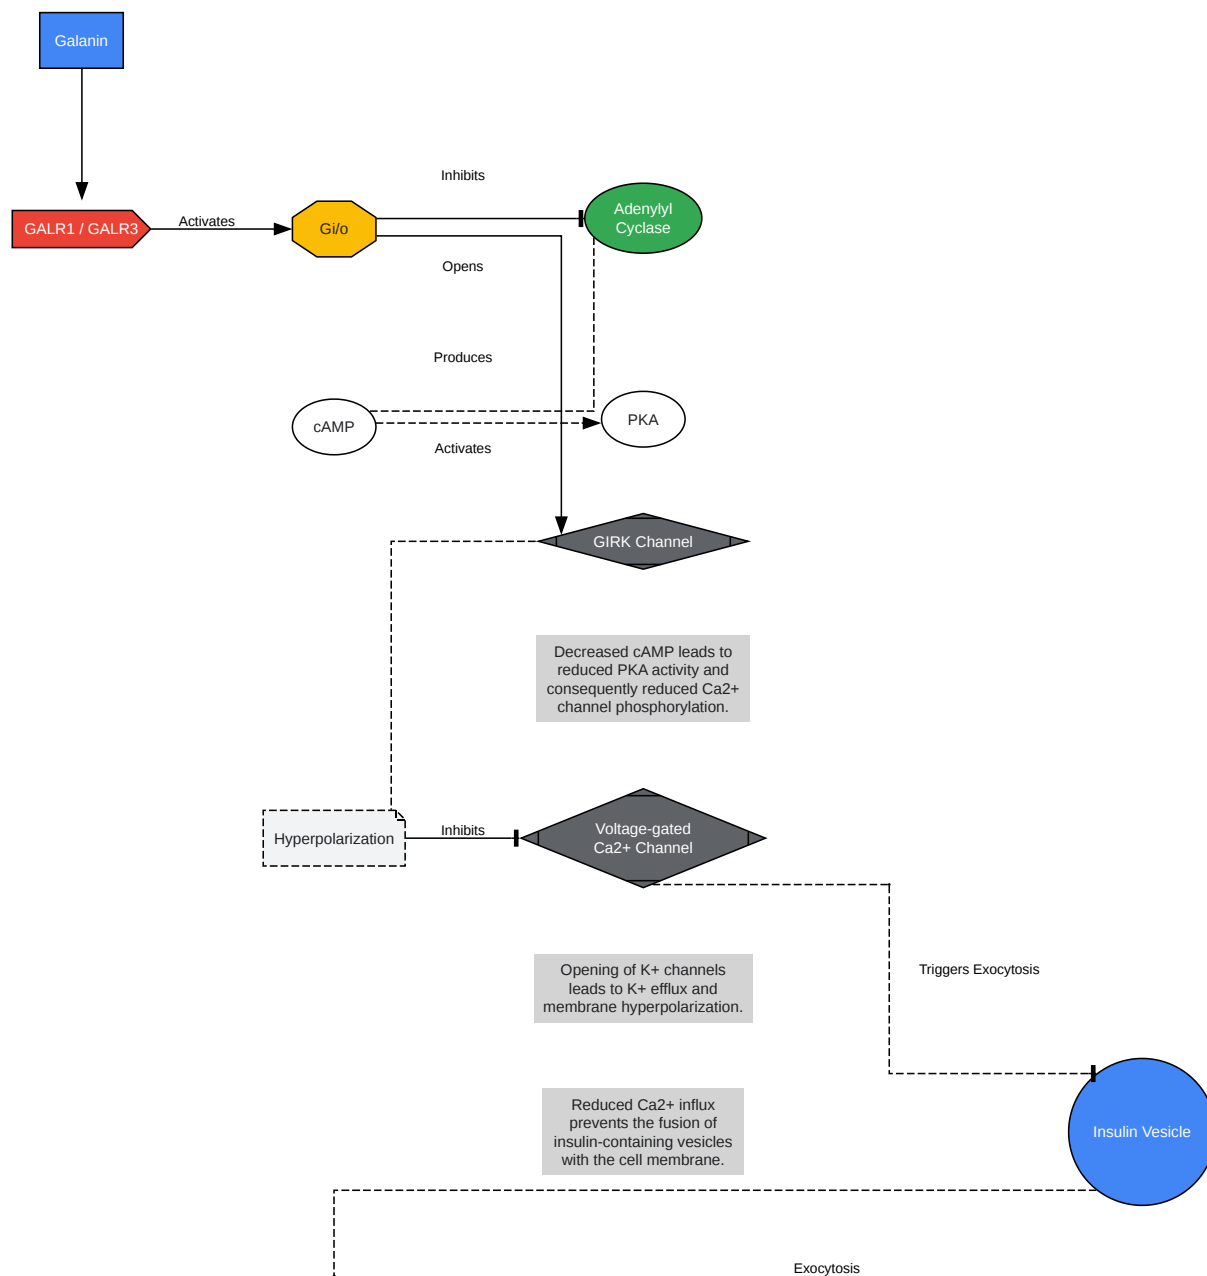 Galanin
Inhibits
Adenylyl
Cyclase
GALR1 / GALR3
Activates
Gi/o
Opens
Produces
cAMP
PKA
Activates
GIRK Channel
Decreased cAMP leads to
reduced PKA activity and
consequently reduced Ca2+
channel phosphorylation.
Hyperpolarization
Inhibits
Voltage-gated
Ca2+ Channel
Opening of K+ channels
leads to K+ efflux and
membrane hyperpolarization.
Triggers Exocytosis
Reduced Ca2+ influx
prevents the fusion of
insulin-containing vesicles
with the cell membrane.
Insulin Vesicle
Exocytosis